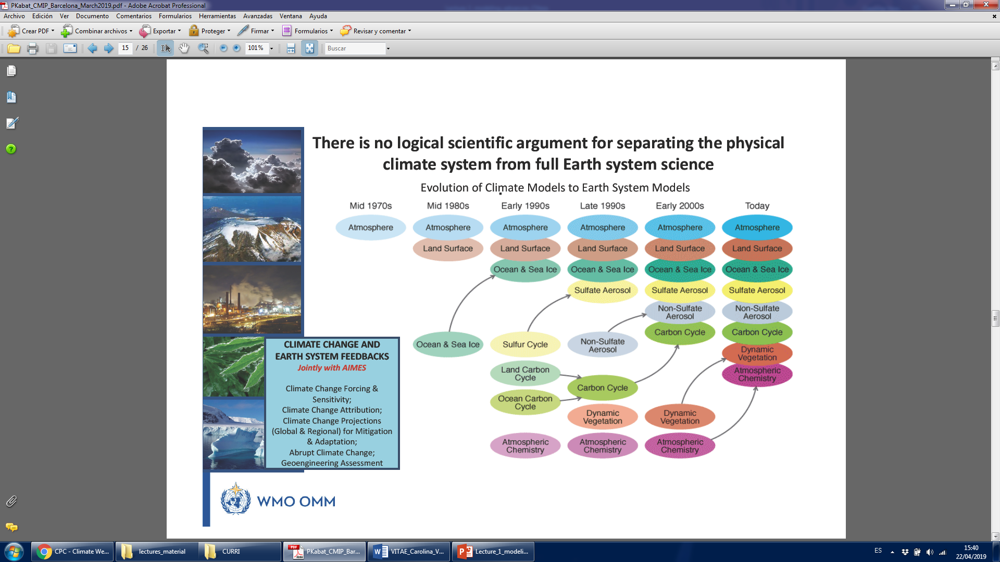 PKabat_CMIP_Barcelona_March2019.pdf - Adobe Acrobat Professional
Archivo Edición Ver Documento Comentarios Formularios Herramientas Avanzadas Ventana Ayuda
Crear PDF Combinar archivos Exportar Proteger Firmar Formularios Revisar y comentar
15 / 26 101% Buscar
There is no logical scientific argument for separating the physical
climate system from full Earth system science
Evolution of Climate Models to Earth System Models
Mid 1970s Mid 1980s Early 1990s Late 1990s Early 2000s Today
Atmosphere Atmosphere Atmosphere Atmosphere Atmosphere Atmosphere
Land Surface Land Surface Land Surface Land Surface Land Surface
Ocean & Sea Ice Ocean & Sea Ice Ocean & Sea Ice Ocean & Sea Ice
Sulfate Aerosol Sulfate Aerosol Sulfate Aerosol
Non-Sulfate Non-Sulfate
Aerosol Aerosol
Carbon Cycle Carbon Cycle
Ocean & Sea Ice Sulfur Cycle
Non-Sulfate
Aerosol
Dynamic
Vegetation
Land Carbon
Cycle
Atmospheric
Chemistry
Carbon Cycle
Ocean Carbon
Cycle
Dynamic Dynamic
Vegetation Vegetation
Atmospheric Atmospheric Atmospheric
Chemistry Chemistry Chemistry
CLIMATE CHANGE AND
EARTH SYSTEM FEEDBACKS
Jointly with AIMES
Climate Change Forcing &
Sensitivity;
Climate Change Attribution;
Climate Change Projections
(Global & Regional) for Mitigation
& Adaptation;
Abrupt Climate Change;
Geoengineering Assessment
WMO OMM
CPC - Climate We... lectures_material CURRI PKabat_CMIP_Bar... VITAE_Carolina_V... Lecture_1_modeli... ES 15:40
22/04/2019